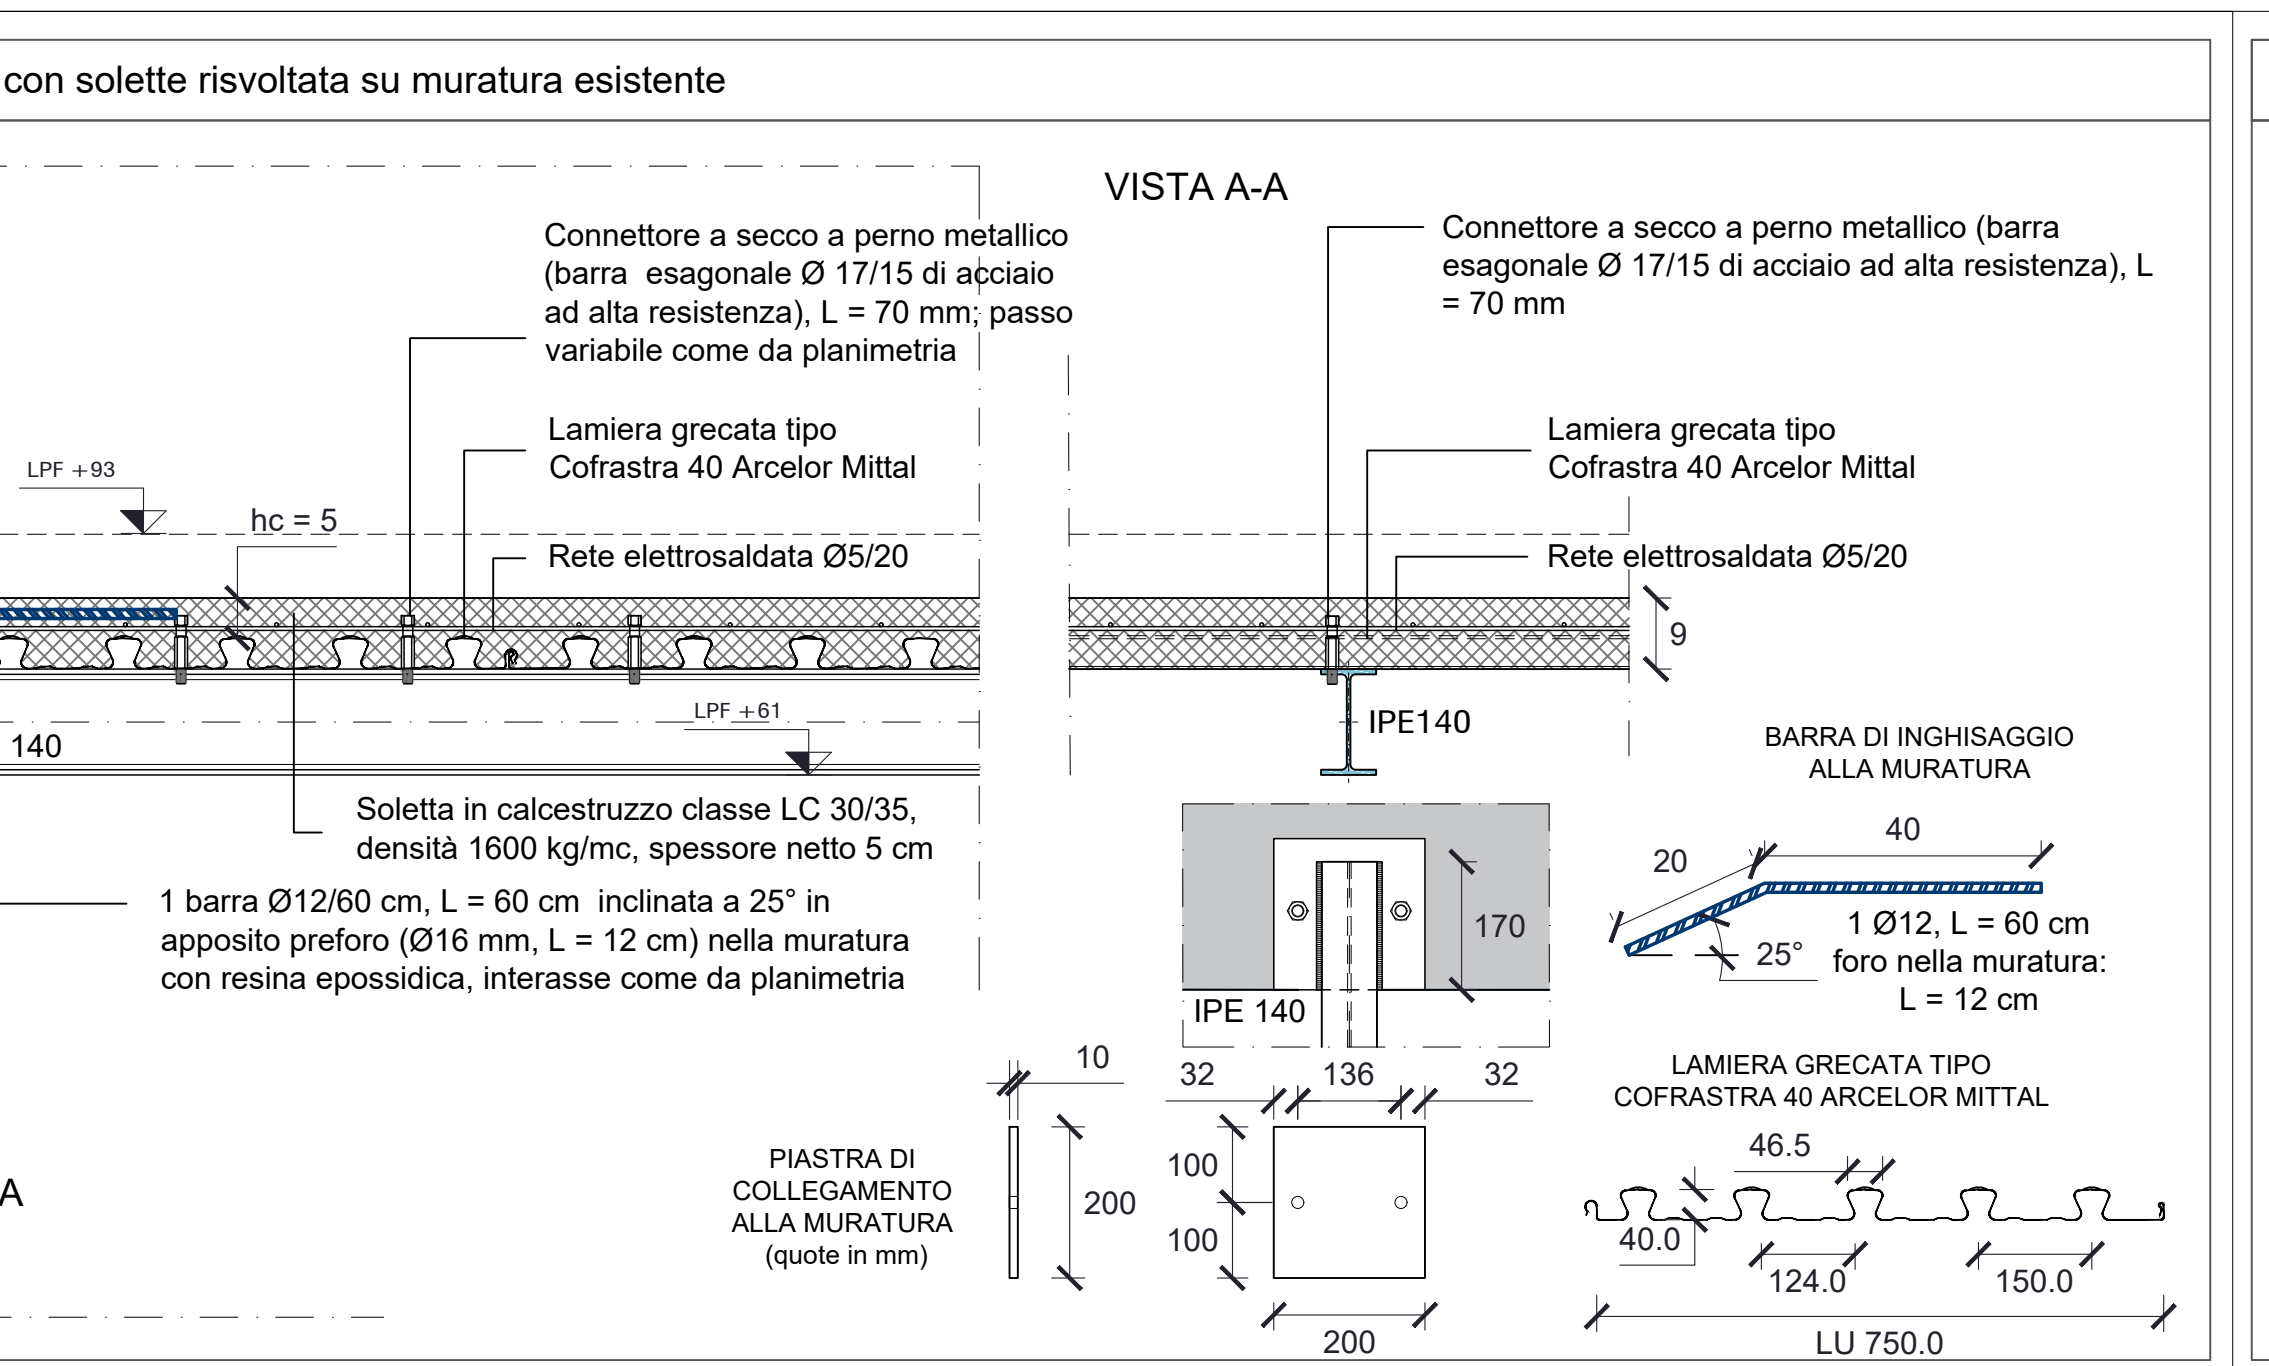 con solette risvoltata su muratura esistente
VISTA A-A
Connettore a secco a perno metallico
(barra  esagonale Ø 17/15 di acciaio
ad alta resistenza), L = 70 mm; passo
variabile come da planimetria
Connettore a secco a perno metallico (barra
esagonale Ø 17/15 di acciaio ad alta resistenza), L
= 70 mm
Lamiera grecata tipo
Cofrastra 40 Arcelor Mittal
Lamiera grecata tipo
Cofrastra 40 Arcelor Mittal
LPF +93
hc = 5
Rete elettrosaldata Ø5/20
Rete elettrosaldata Ø5/20
9
LPF +61
140
IPE140
Soletta in calcestruzzo classe LC 30/35,
densità 1600 kg/mc, spessore netto 5 cm
1 barra Ø12/60 cm, L = 60 cm  inclinata a 25° in
apposito preforo (Ø16 mm, L = 12 cm) nella muratura
con resina epossidica, interasse come da planimetria
BARRA DI INGHISAGGIO
ALLA MURATURA
40
20
25°
1 Ø12, L = 60 cm
foro nella muratura:
L = 12 cm
170
IPE 140
A
PIASTRA DI
COLLEGAMENTO
ALLA MURATURA
(quote in mm)
10
200
32
136
32
100
100
200
LAMIERA GRECATA TIPO
COFRASTRA 40 ARCELOR MITTAL
46.5
40.0
124.0
150.0
LU 750.0